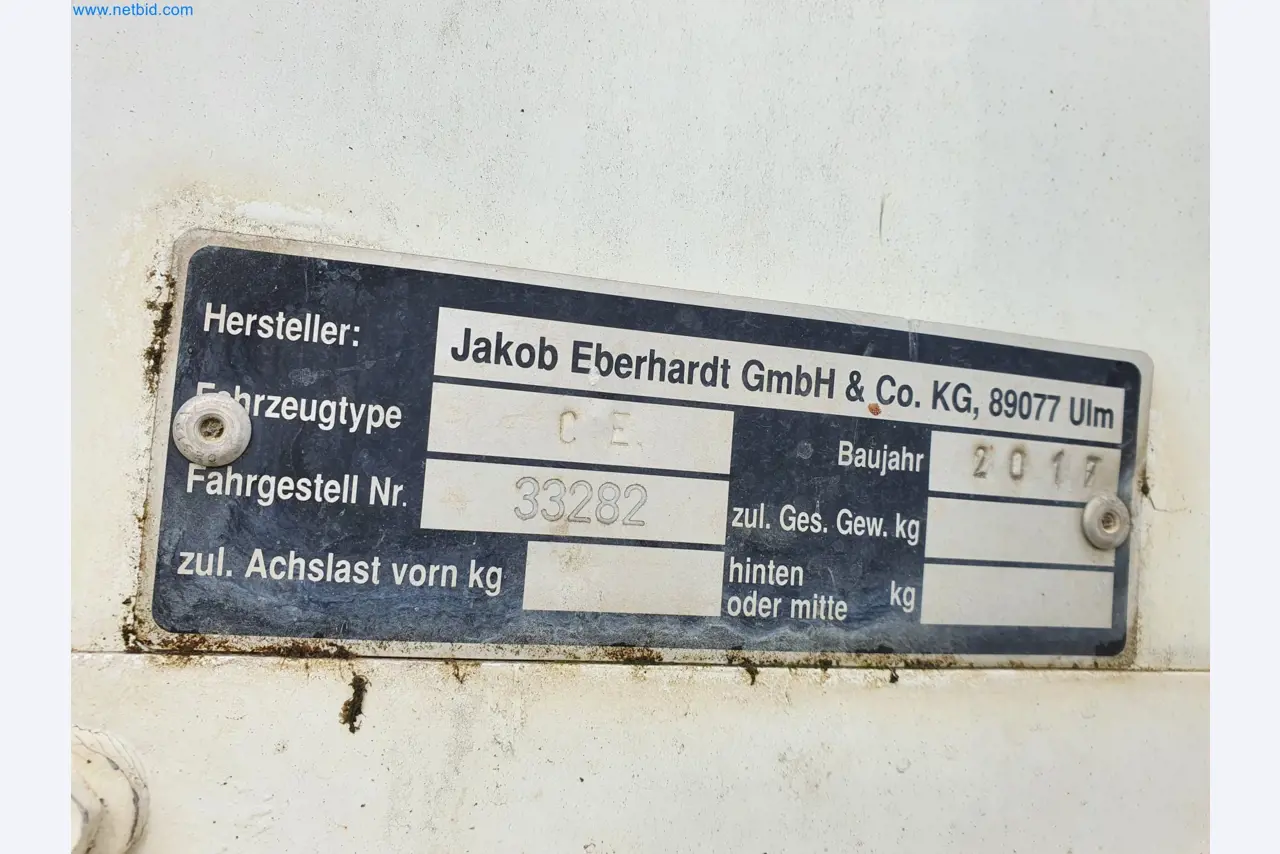 www.netbid.com
Hersteller: Jakob Eberhardt GmbH & Co. KG, 89077 Ulm
Fahrzeugtype C E. Baujahr 2017
Fahrgestell Nr. 33282 zul. Ges. Gew. kg
zul. Achslast vorn kg hinten
oder mitte kg